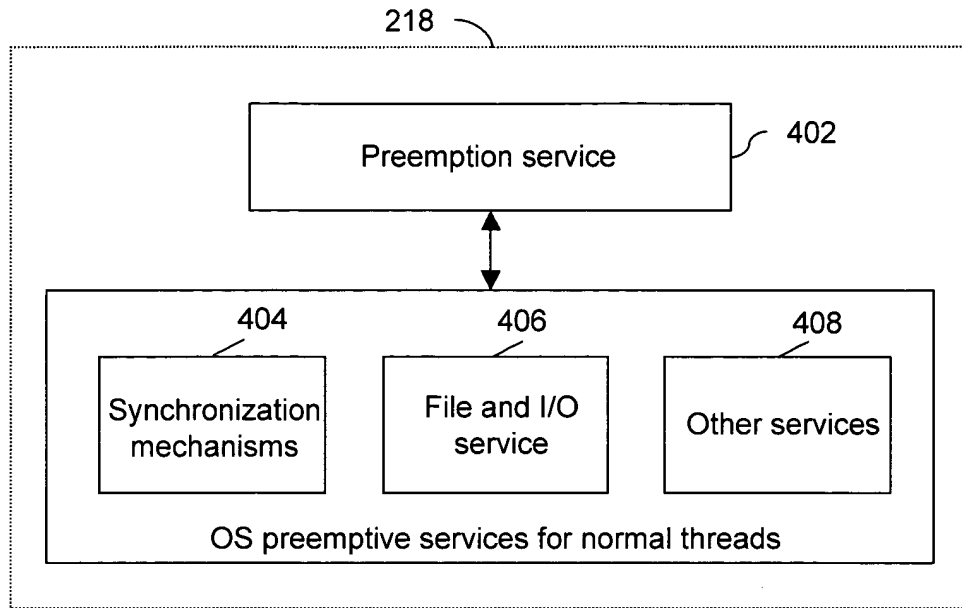 218
Preemption service
402
404
406
408
Synchronization
mechanisms
File and I/O
service
Other services
OS preemptive services for normal threads